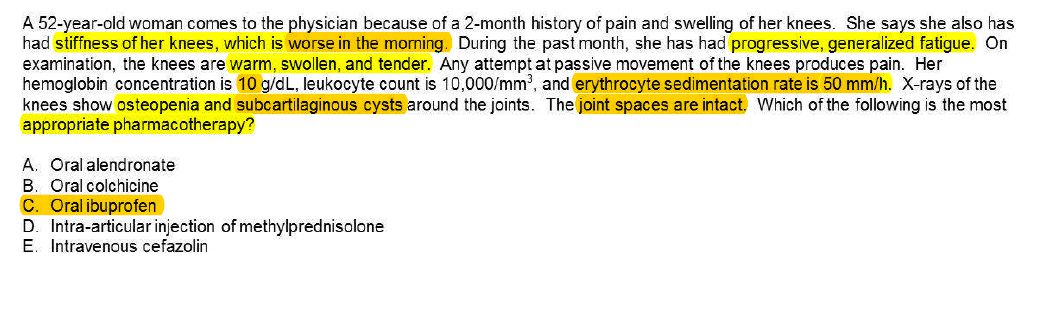 A 52-year-old woman comes to the physician because of a 2-month history of pain and swelling of her knees. She says she also has
had stiffness of her knees, which is worse in the morning. During the past month, she has had progressive, generalized fatigue. On
examination, the knees are warm, swollen, and tender. Any attempt at passive movement of the knees produces pain. Her
hemoglobin concentration is 10 g/dL, leukocyte count is 10,000/mm³, and erythrocyte sedimentation rate is 50 mm/h. X-rays of the
knees show osteopenia and subcartilaginous cysts around the joints. The joint spaces are intact. Which of the following is the most
appropriate pharmacotherapy?
A. Oral alendronate
B. Oral colchicine
C. Oral ibuprofen
D. Intra-articular injection of methylprednisolone
E. Intravenous cefazolin